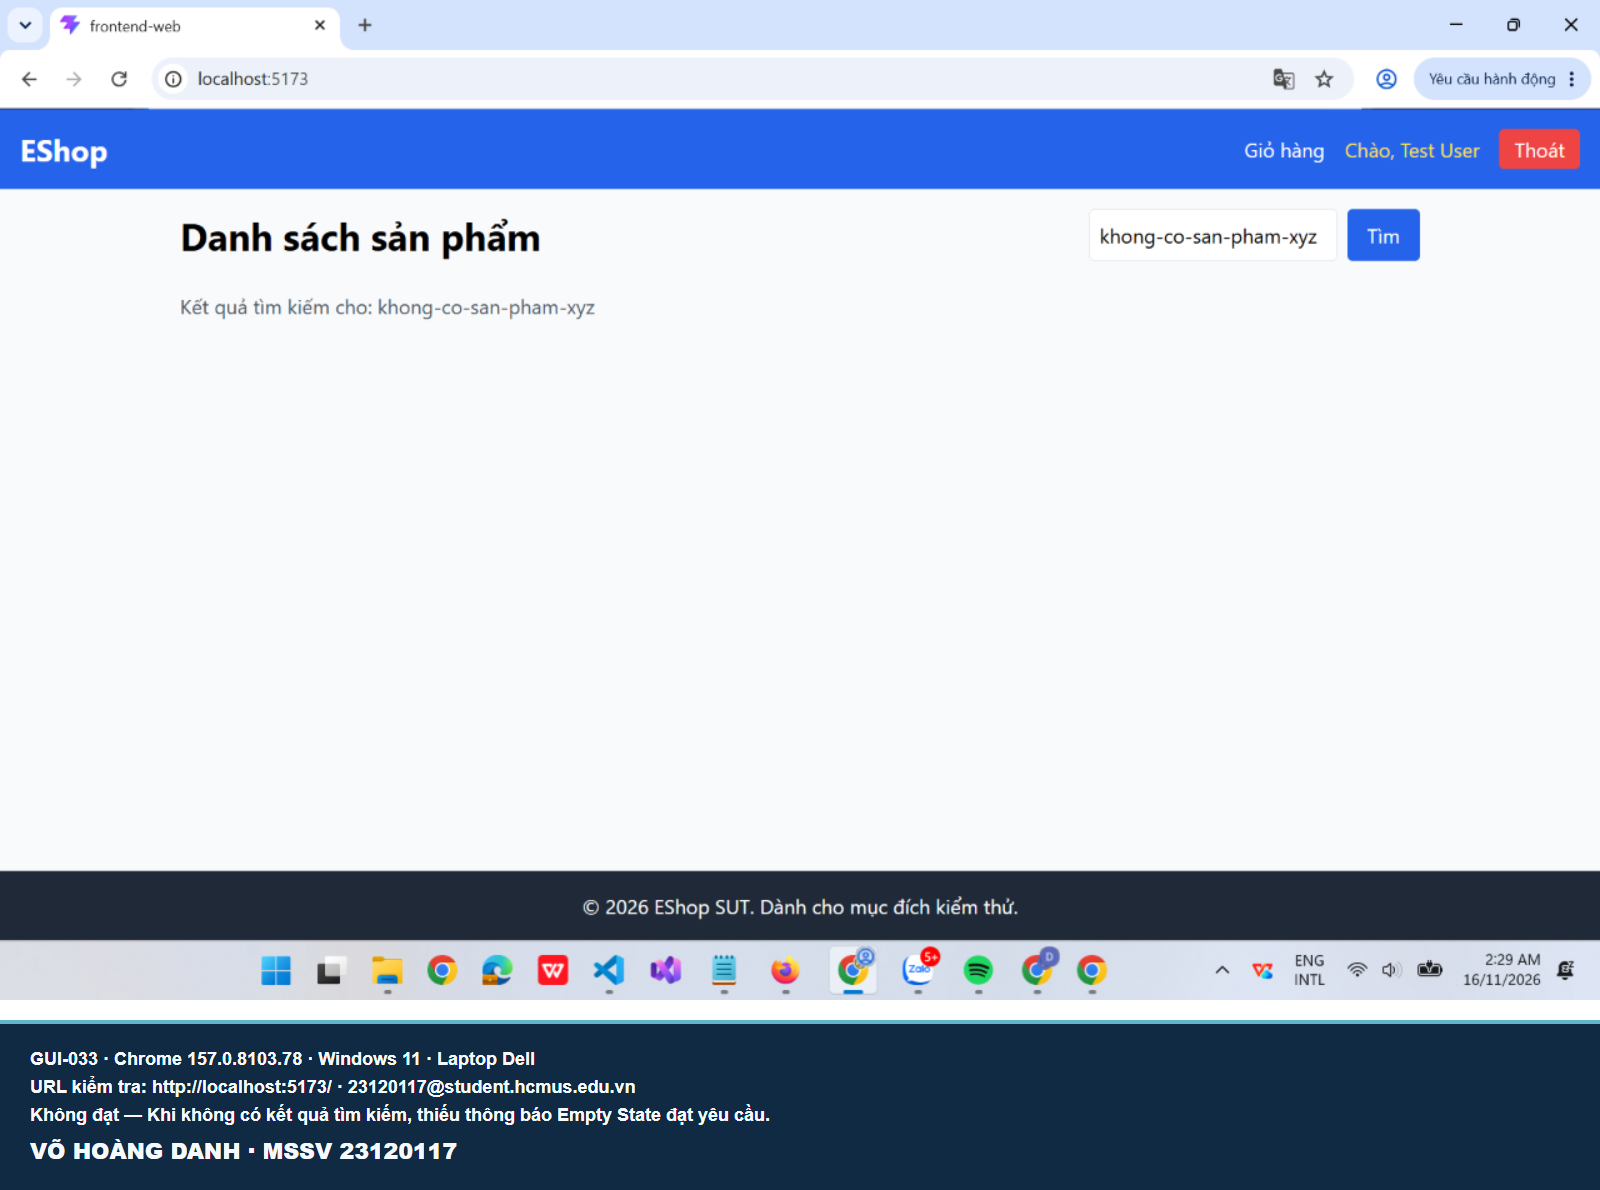 frontend-web
localhost:5173
Yêu cầu hành động
EShop
Giỏ hàng
Chào, Test User
Thoát
Danh sách sản phẩm
khong-co-san-pham-xyz
Tìm
Kết quả tìm kiếm cho: khong-co-san-pham-xyz
© 2026 EShop SUT. Dành cho mục đích kiểm thử.
Zalo
5+
D
ENG
INTL
2:29 AM
16/11/2026
GUI-033 · Chrome 157.0.8103.78 · Windows 11 · Laptop Dell
URL kiểm tra: http://localhost:5173/ · 23120117@student.hcmus.edu.vn
Không đạt — Khi không có kết quả tìm kiếm, thiếu thông báo Empty State đạt yêu cầu.
VÕ HOÀNG DANH · MSSV 23120117